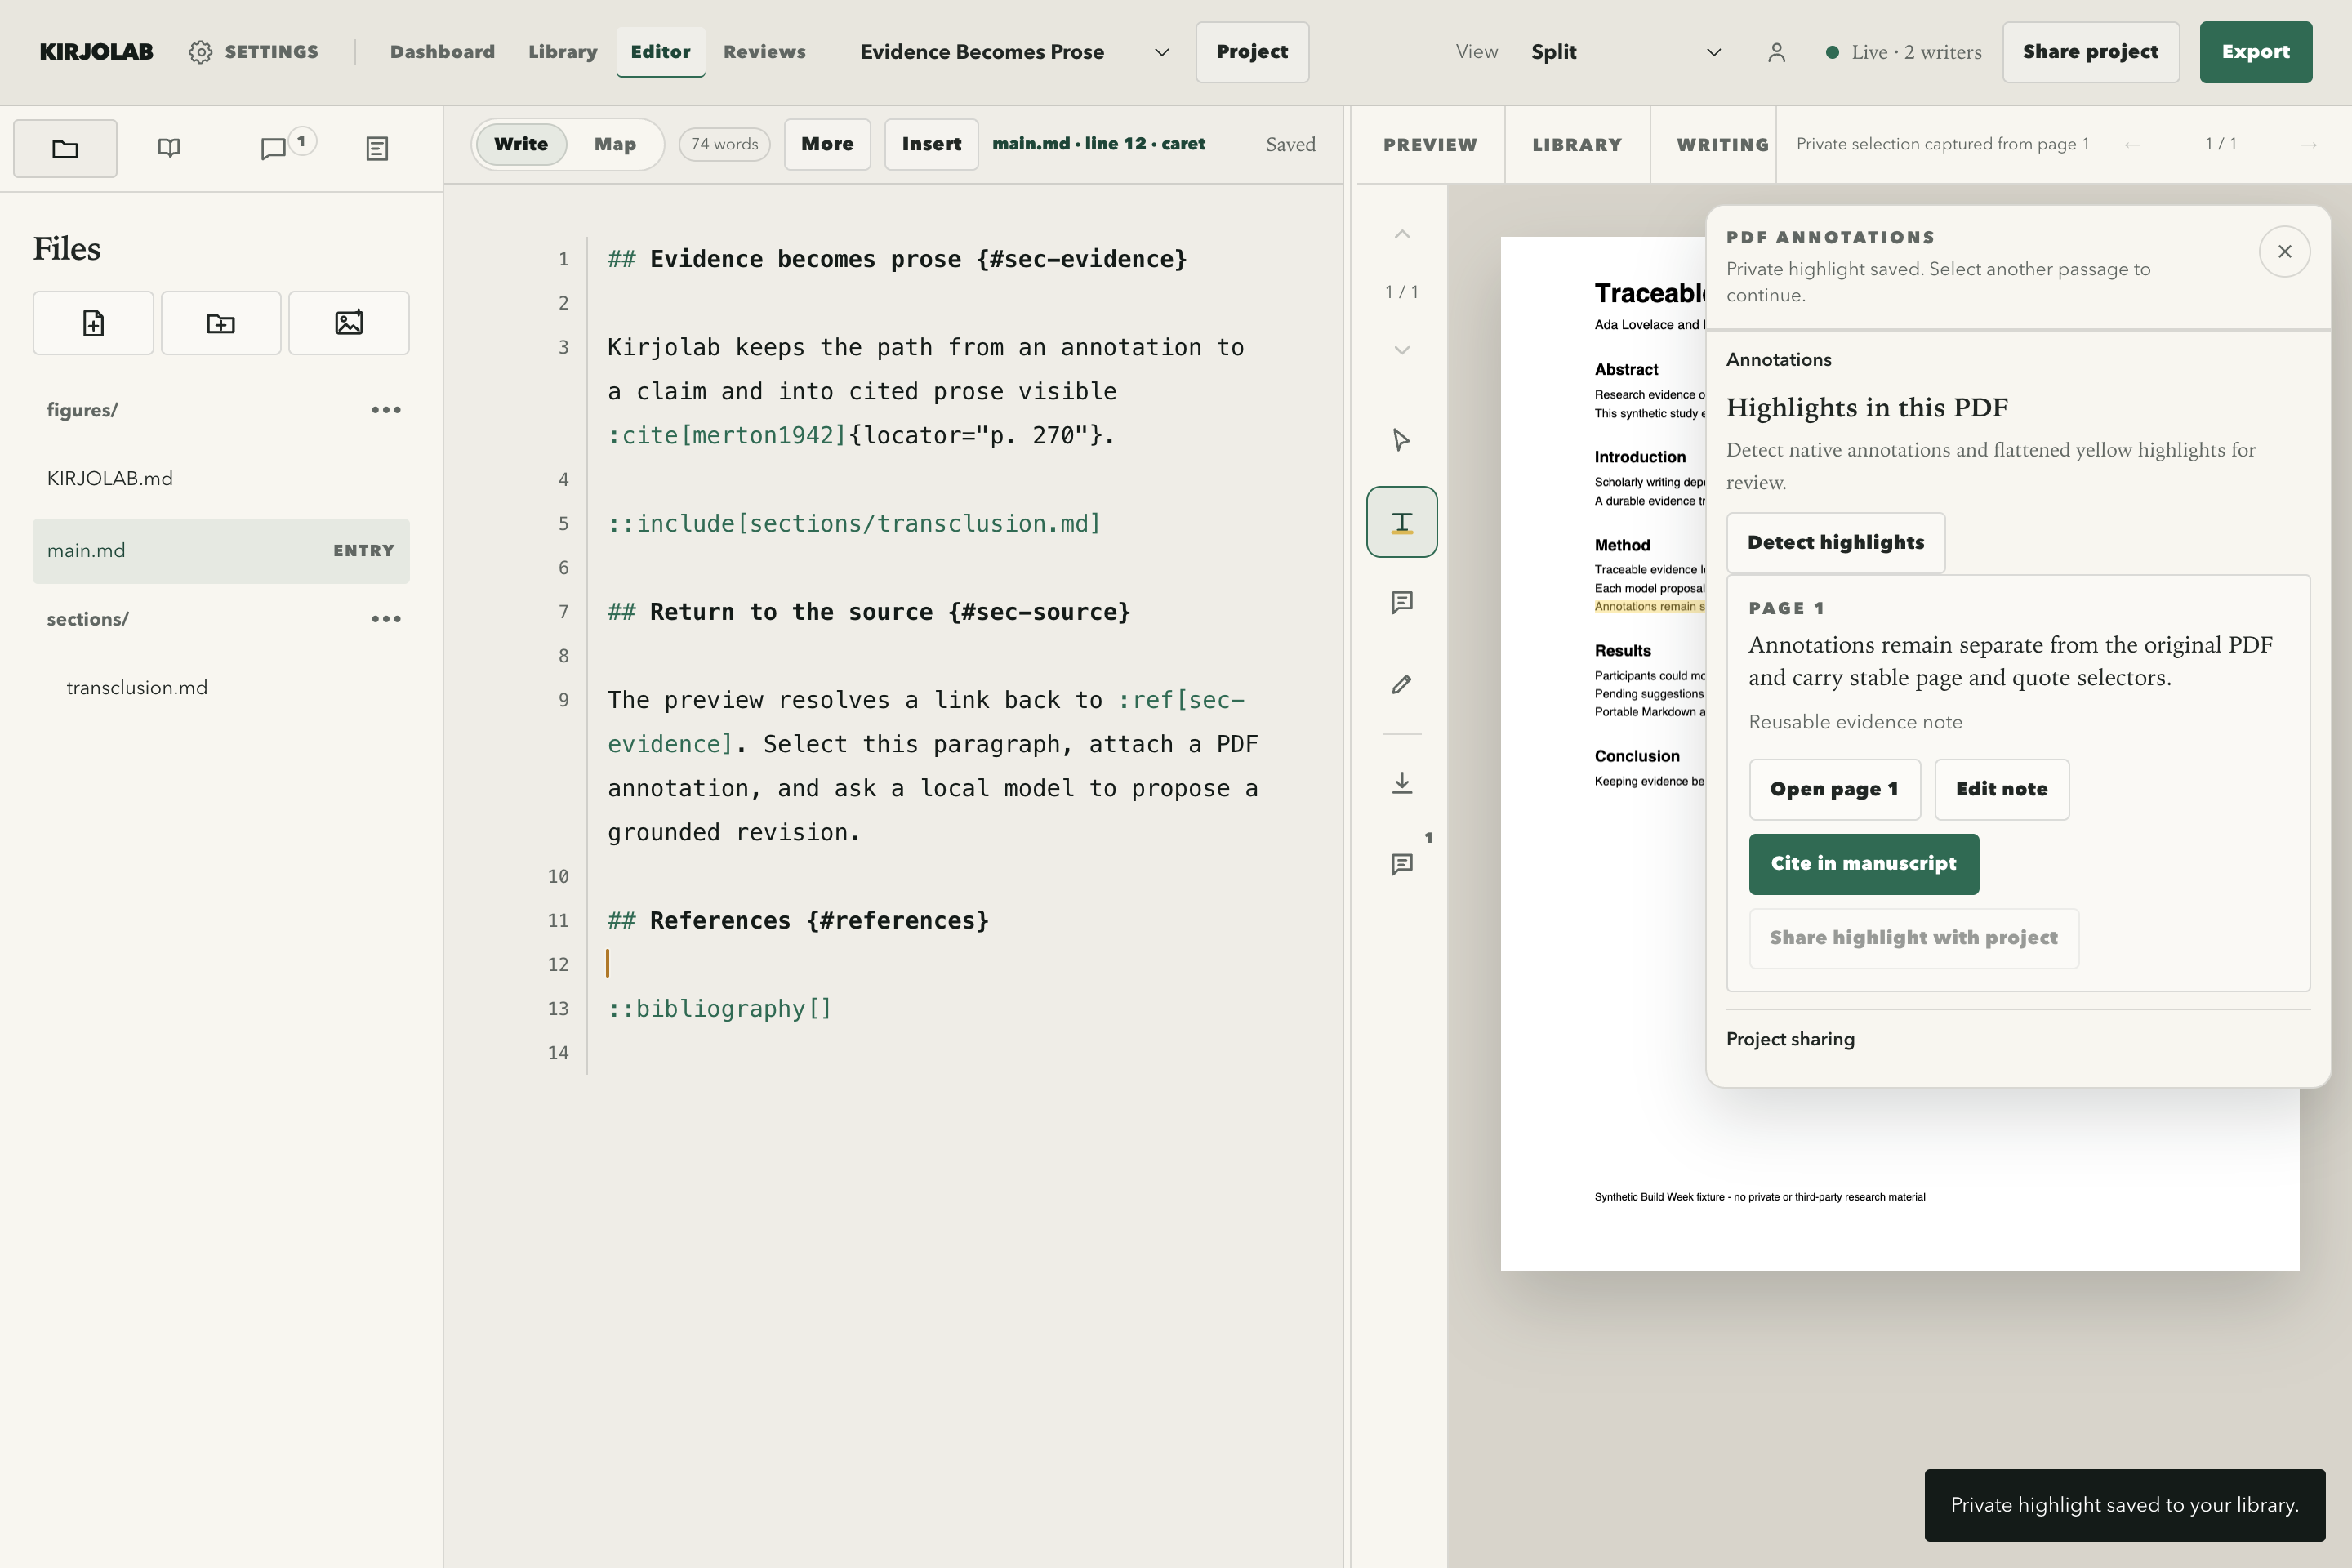 KIRJOLAB SETTINGS Dashboard Library Editor Reviews Evidence Becomes Prose Project View Split Live · 2 writers Share project Export
1
Write Map 74 words More Insert main.md · line 12 · caret Saved
PREVIEW LIBRARY WRITING Private selection captured from page 1 ← 1 / 1 →
Files
figures/ •••
KIRJOLAB.md
main.md ENTRY
sections/ •••
transclusion.md
1 ## Evidence becomes prose {#sec-evidence}
2
3 Kirjolab keeps the path from an annotation to
a claim and into cited prose visible
:cite[merton1942]{locator="p. 270"}.
4
5 ::include[sections/transclusion.md]
6
7 ## Return to the source {#sec-source}
8
9 The preview resolves a link back to :ref[sec-
evidence]. Select this paragraph, attach a PDF
annotation, and ask a local model to propose a
grounded revision.
10
11 ## References {#references}
12
13 ::bibliography[]
14
1 / 1
1
Traceabl
Ada Lovelace and
Abstract
Research evidence o
This synthetic study e
Introduction
Scholarly writing dep
A durable evidence tr
Method
Traceable evidence le
Each model proposal
Annotations remain s
Results
Participants could mo
Pending suggestions
Portable Markdown a
Conclusion
Keeping evidence be
Synthetic Build Week fixture - no private or third-party research material
PDF ANNOTATIONS
Private highlight saved. Select another passage to
continue.
Annotations
Highlights in this PDF
Detect native annotations and flattened yellow highlights for
review.
Detect highlights
PAGE 1
Annotations remain separate from the original PDF
and carry stable page and quote selectors.
Reusable evidence note
Open page 1 Edit note
Cite in manuscript
Share highlight with project
Project sharing
Private highlight saved to your library.